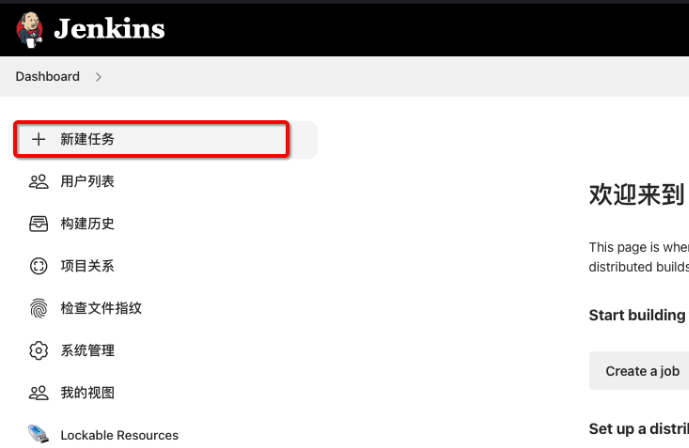 Jenkins
Dashboard
新建任务
用户列表
构建历史
项目关系
检查文件指纹
系统管理
我的视图
Lockable Resources
欢迎来到
This page is
distributed builds
Start building
Create a job
Set up a